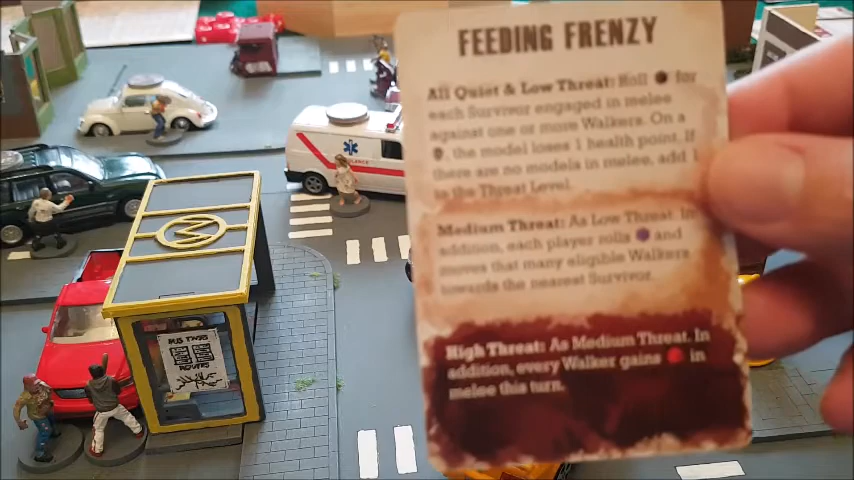 FEEDING FRENZY
All Quiet & Low Threat: Roll for
each Survivor engaged in melee
against one or more Walkers. On a
, the model loses 1 health point. If
there are no models in melee, add 1
to the Threat Level.
Medium Threat: As Low Threat. In
addition, each player rolls and
moves that many eligible Walkers
towards the nearest Survivor.
High Threat: As Medium Threat. In
addition, every Walker gains in
melee this turn.
BUS TIMES